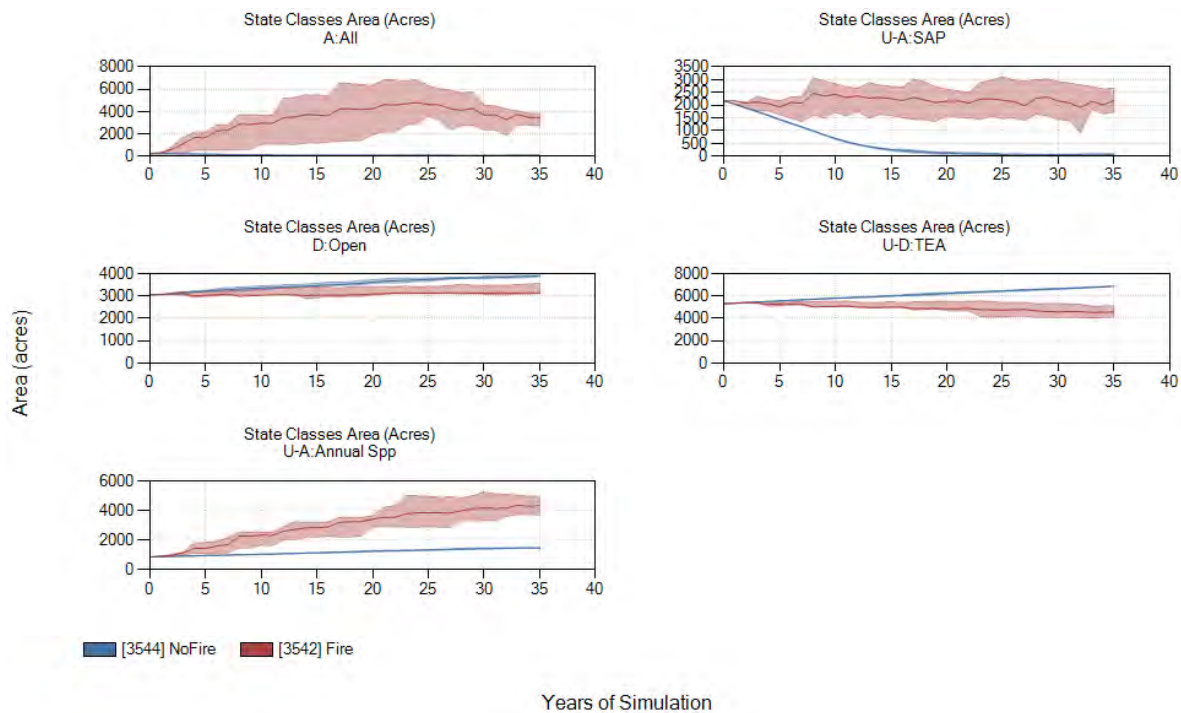 State Classes Area (Acres)
A:All
8000
6000
4000
2000
0
0 5 10 15 20 25 30 35 40
State Classes Area (Acres)
U-A:SAP
3500
3000
2500
2000
1500
1000
500
0
0 5 10 15 20 25 30 35 40
State Classes Area (Acres)
D:Open
4000
3000
2000
1000
0
0 5 10 15 20 25 30 35 40
State Classes Area (Acres)
U-D:TEA
8000
6000
4000
2000
0
0 5 10 15 20 25 30 35 40
Area (acres)
State Classes Area (Acres)
U-A:Annual Spp
6000
4000
2000
0
0 5 10 15 20 25 30 35 40
[3544] NoFire [3542] Fire
Years of Simulation